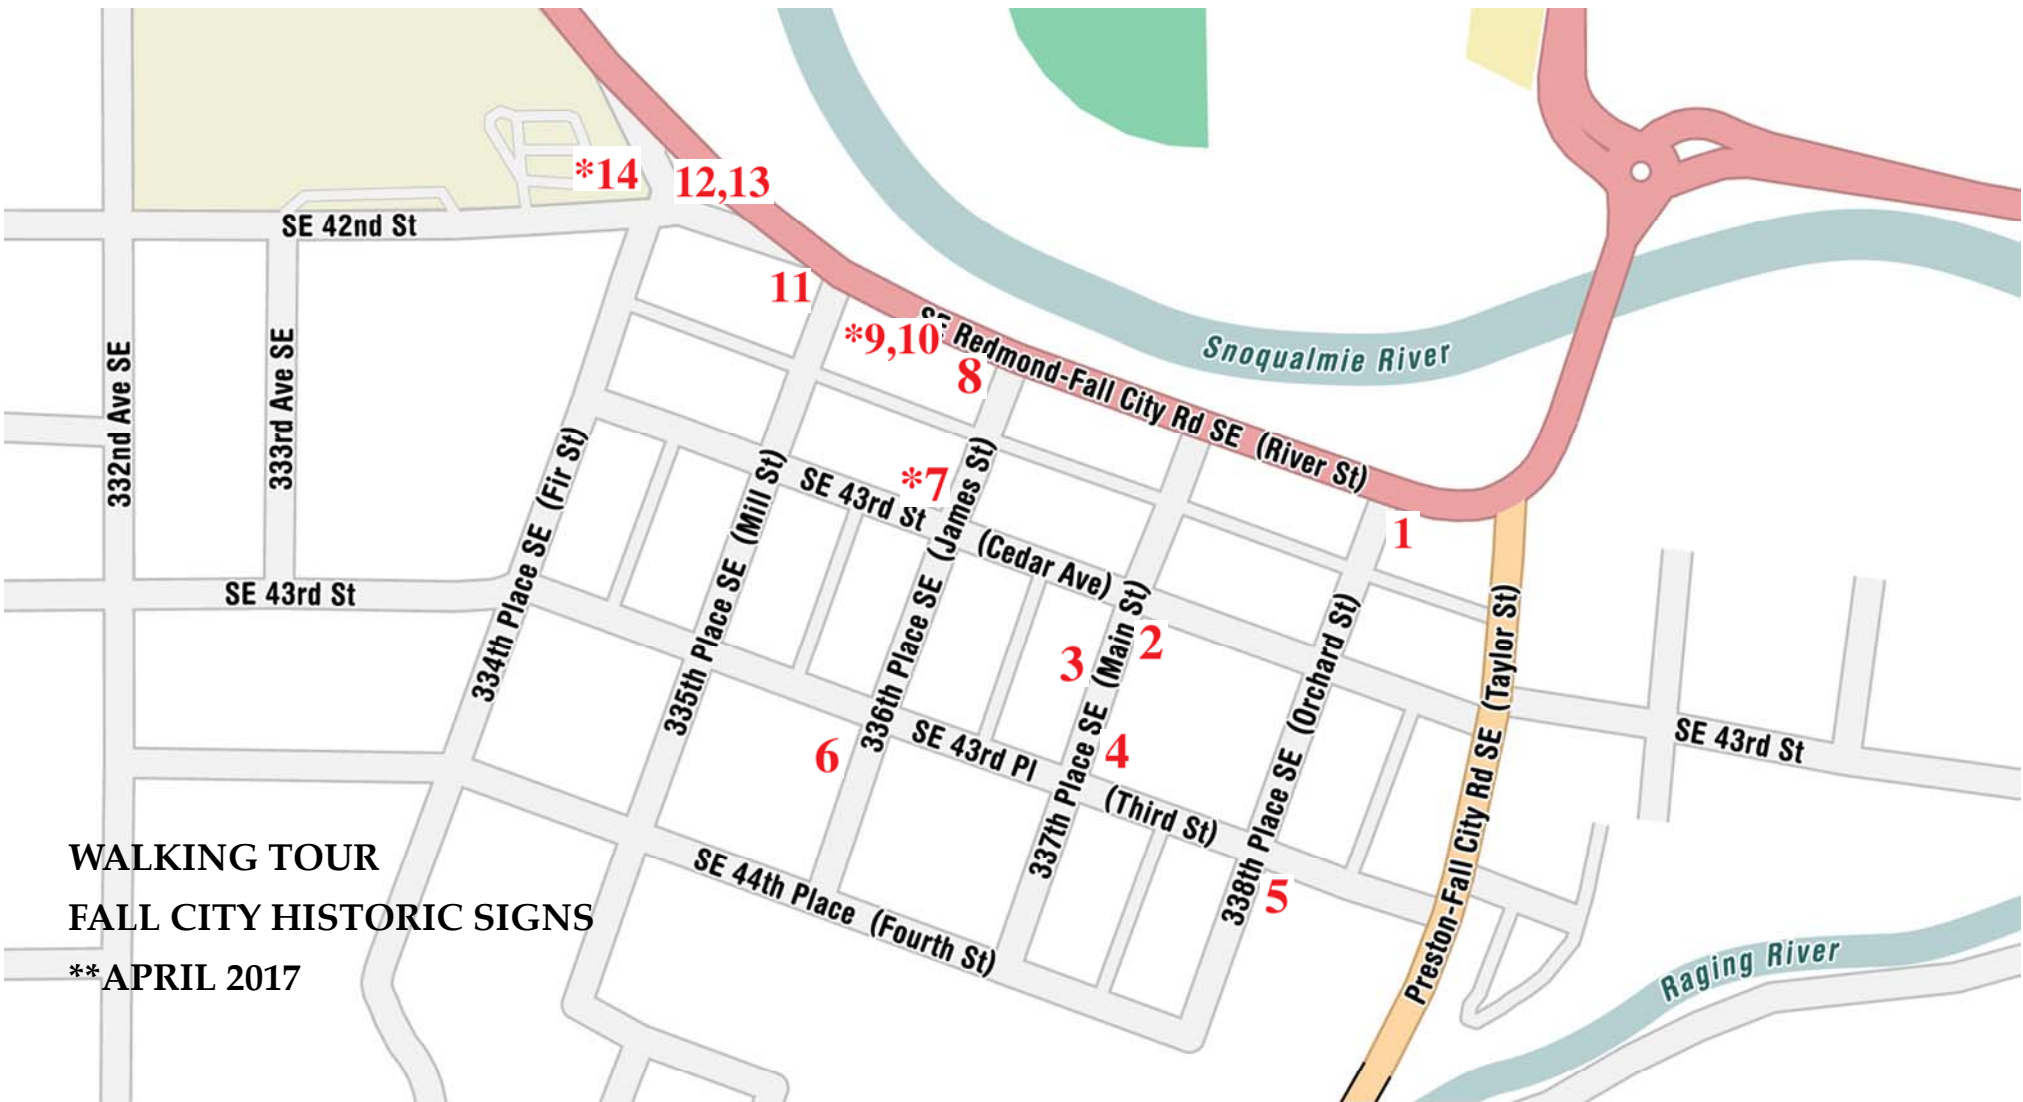 *14
12,13
SE 42nd St
11
*9,10
SE Redmond-Fall City Rd SE (River St)
8
Snoqualmie River
332nd Ave SE
333rd Ave SE
334th Place SE (Fir St)
335th Place SE (Mill St)
*7
SE 43rd St (Cedar Ave)
336th Place SE (James St)
1
SE 43rd St
2
3
337th Place SE (Main St)
338th Place SE (Orchard St)
Preston-Fall City Rd SE (Taylor St)
SE 43rd St
6
SE 43rd Pl (Third St)
4
5
SE 44th Place (Fourth St)
Raging River
WALKING TOUR
FALL CITY HISTORIC SIGNS
**APRIL 2017